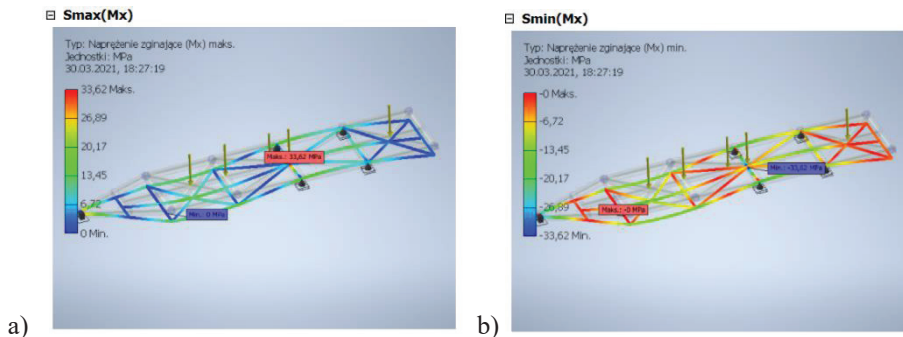 Smax(Mx)
Typ: Naprężenie zginające (Mx) maks.
Jednostki: MPa
30.03.2021, 18:27:19
33,62 Maks.
26,89
20,17
13,45
6,72
0 Min.
Maks.: 33,62 MPa
Min.: 0 MPa
a)
Smin(Mx)
Typ: Naprężenie zginające (Mx) min.
Jednostki: MPa
30.03.2021, 18:27:19
-0 Maks.
-6,72
-13,45
-20,17
-26,89
-33,62 Min.
Min.: -33,62 MPa
Maks.: -0 MPa
b)